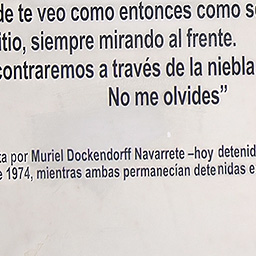 de te veo como entonces como s
itio, siempre mirando al frente.
contraremos a través de la niebla
No me olvides”
ta por Muriel Dockendorff Navarrete –hoy detenid
e 1974, mientras ambas permanecían detenidas e